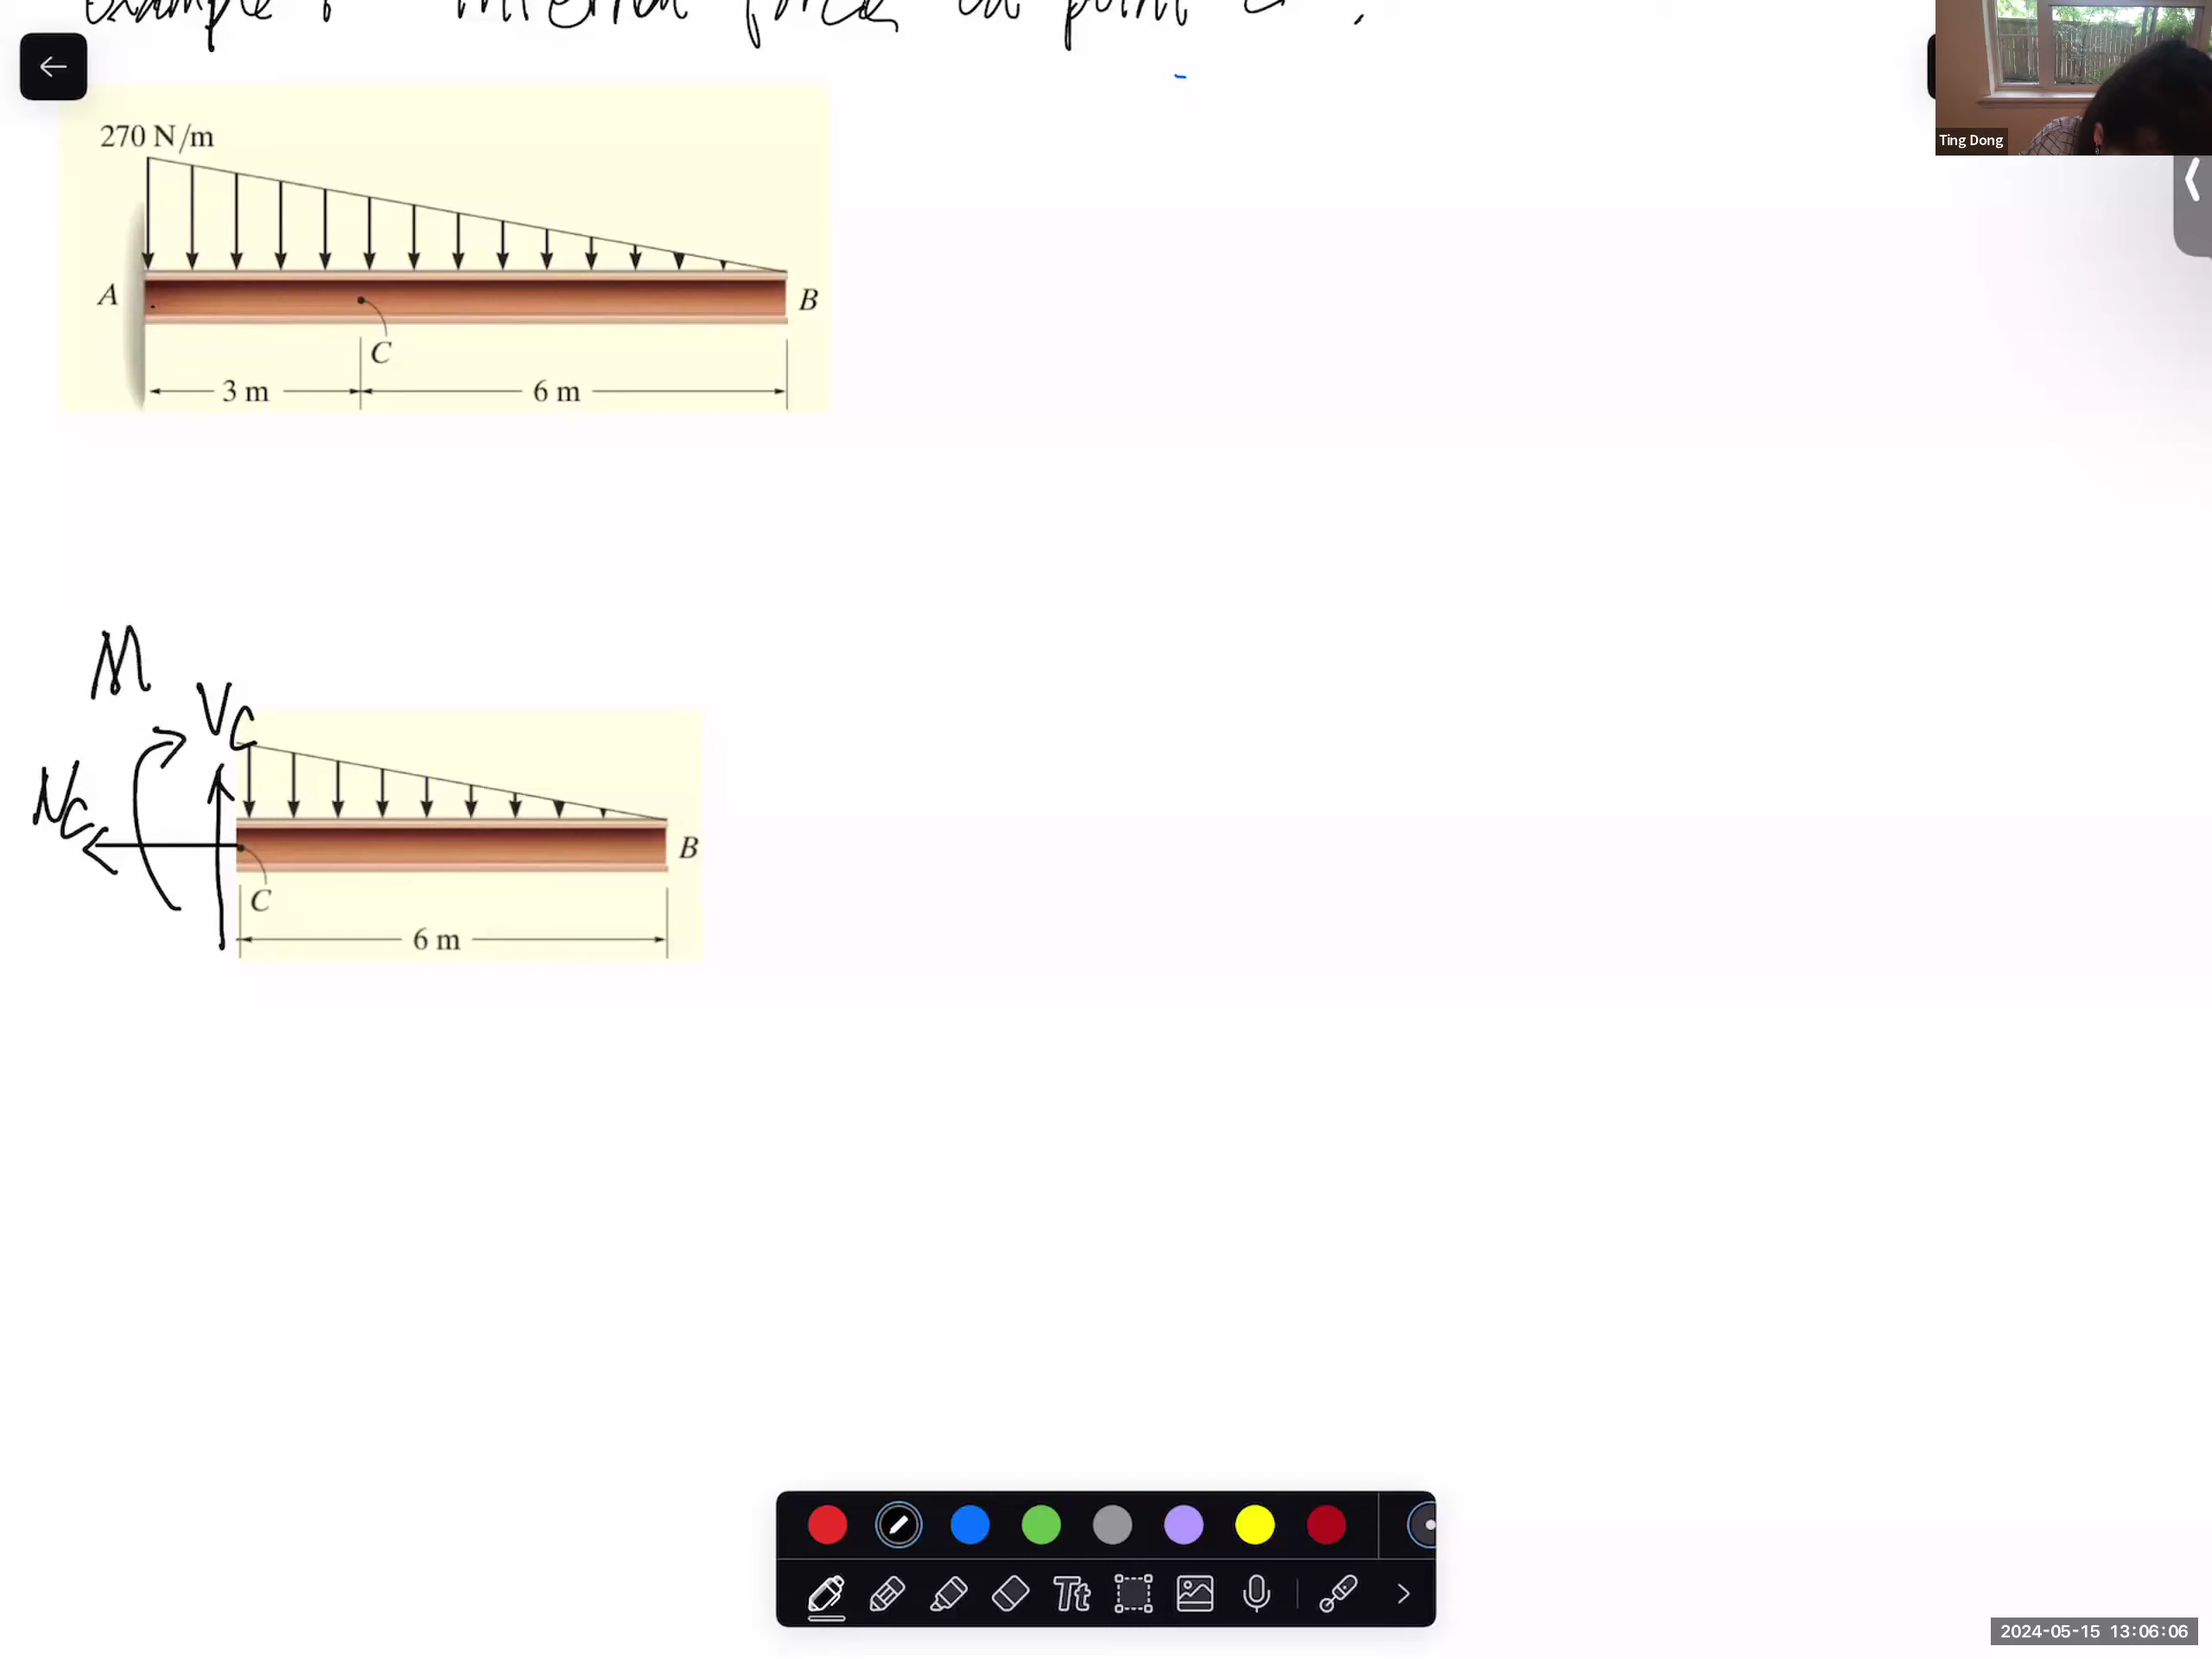 example : internal force at point C .
Ting Dong
270 N/m
A
B
C
3 m
6 m
M
VC
NC
B
C
6 m
Tt
2024-05-15 13:06:06